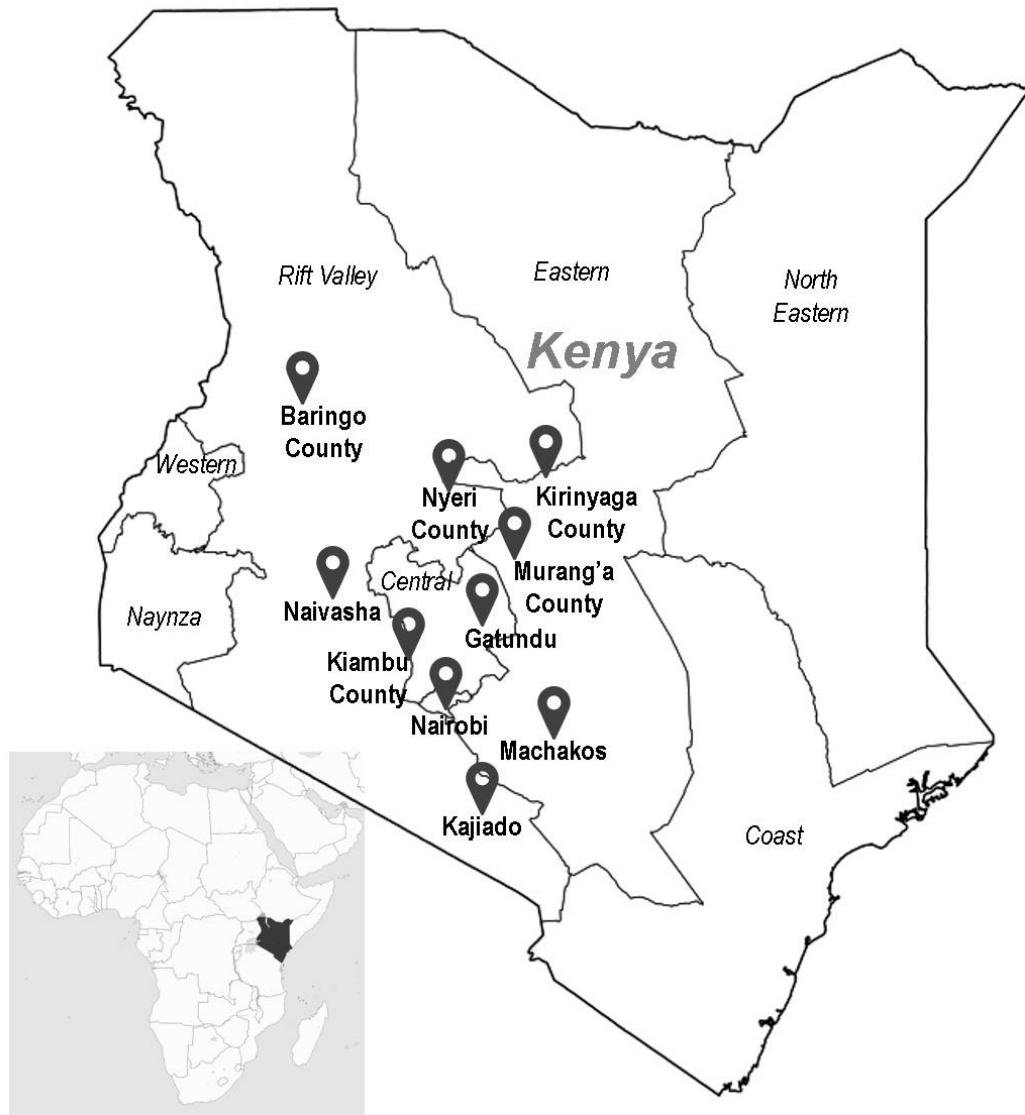 Rift Valley
Eastern
North
Eastern
Kenya
Baringo
County
Western
Nyeri
County
Kirinyaga
County
Murang’a
County
Central
Naivasha
Naynza
Gatundu
Kiambu
County
Nairobi
Machakos
Kajiado
Coast